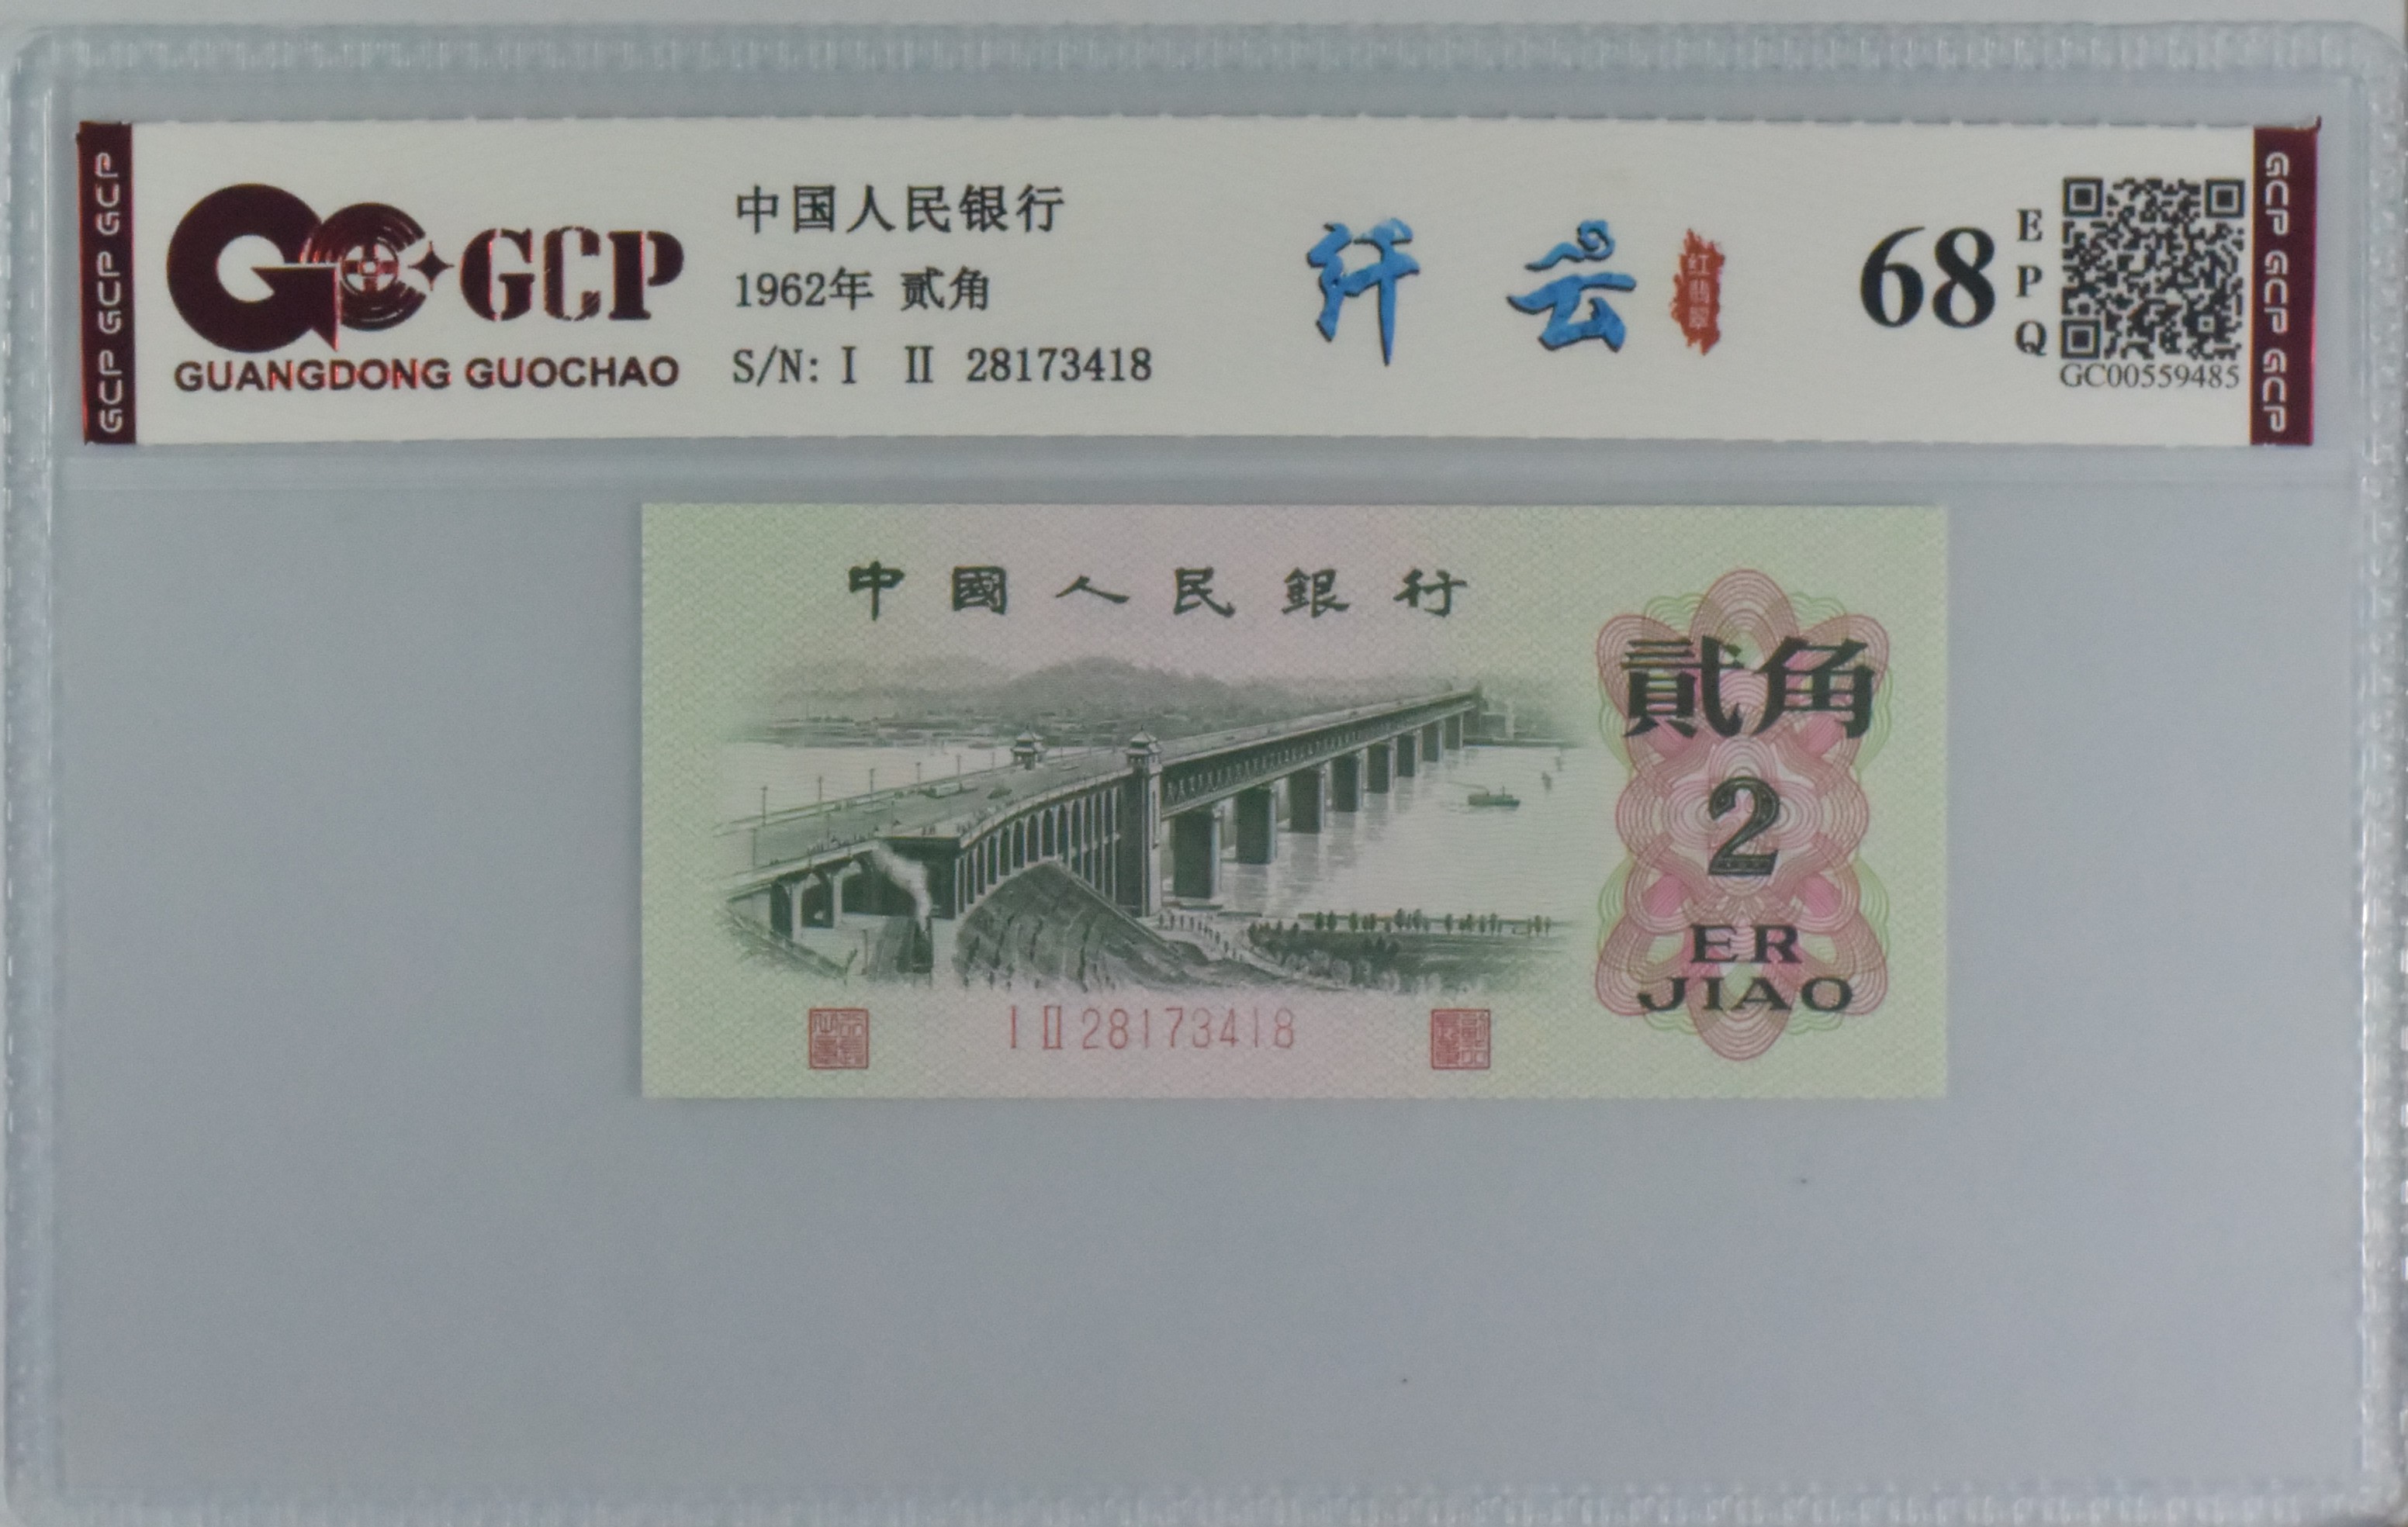 GCP GCP GCP
GCP
GUANGDONG GUOCHAO
中国人民银行
1962年 贰角
S/N: I II 28173418
纤云
红翡翠
68
EPQ
GC00559485
GCP GCP GCP
中國人民銀行
貳角
2
ER
JIAO
I II 28173418